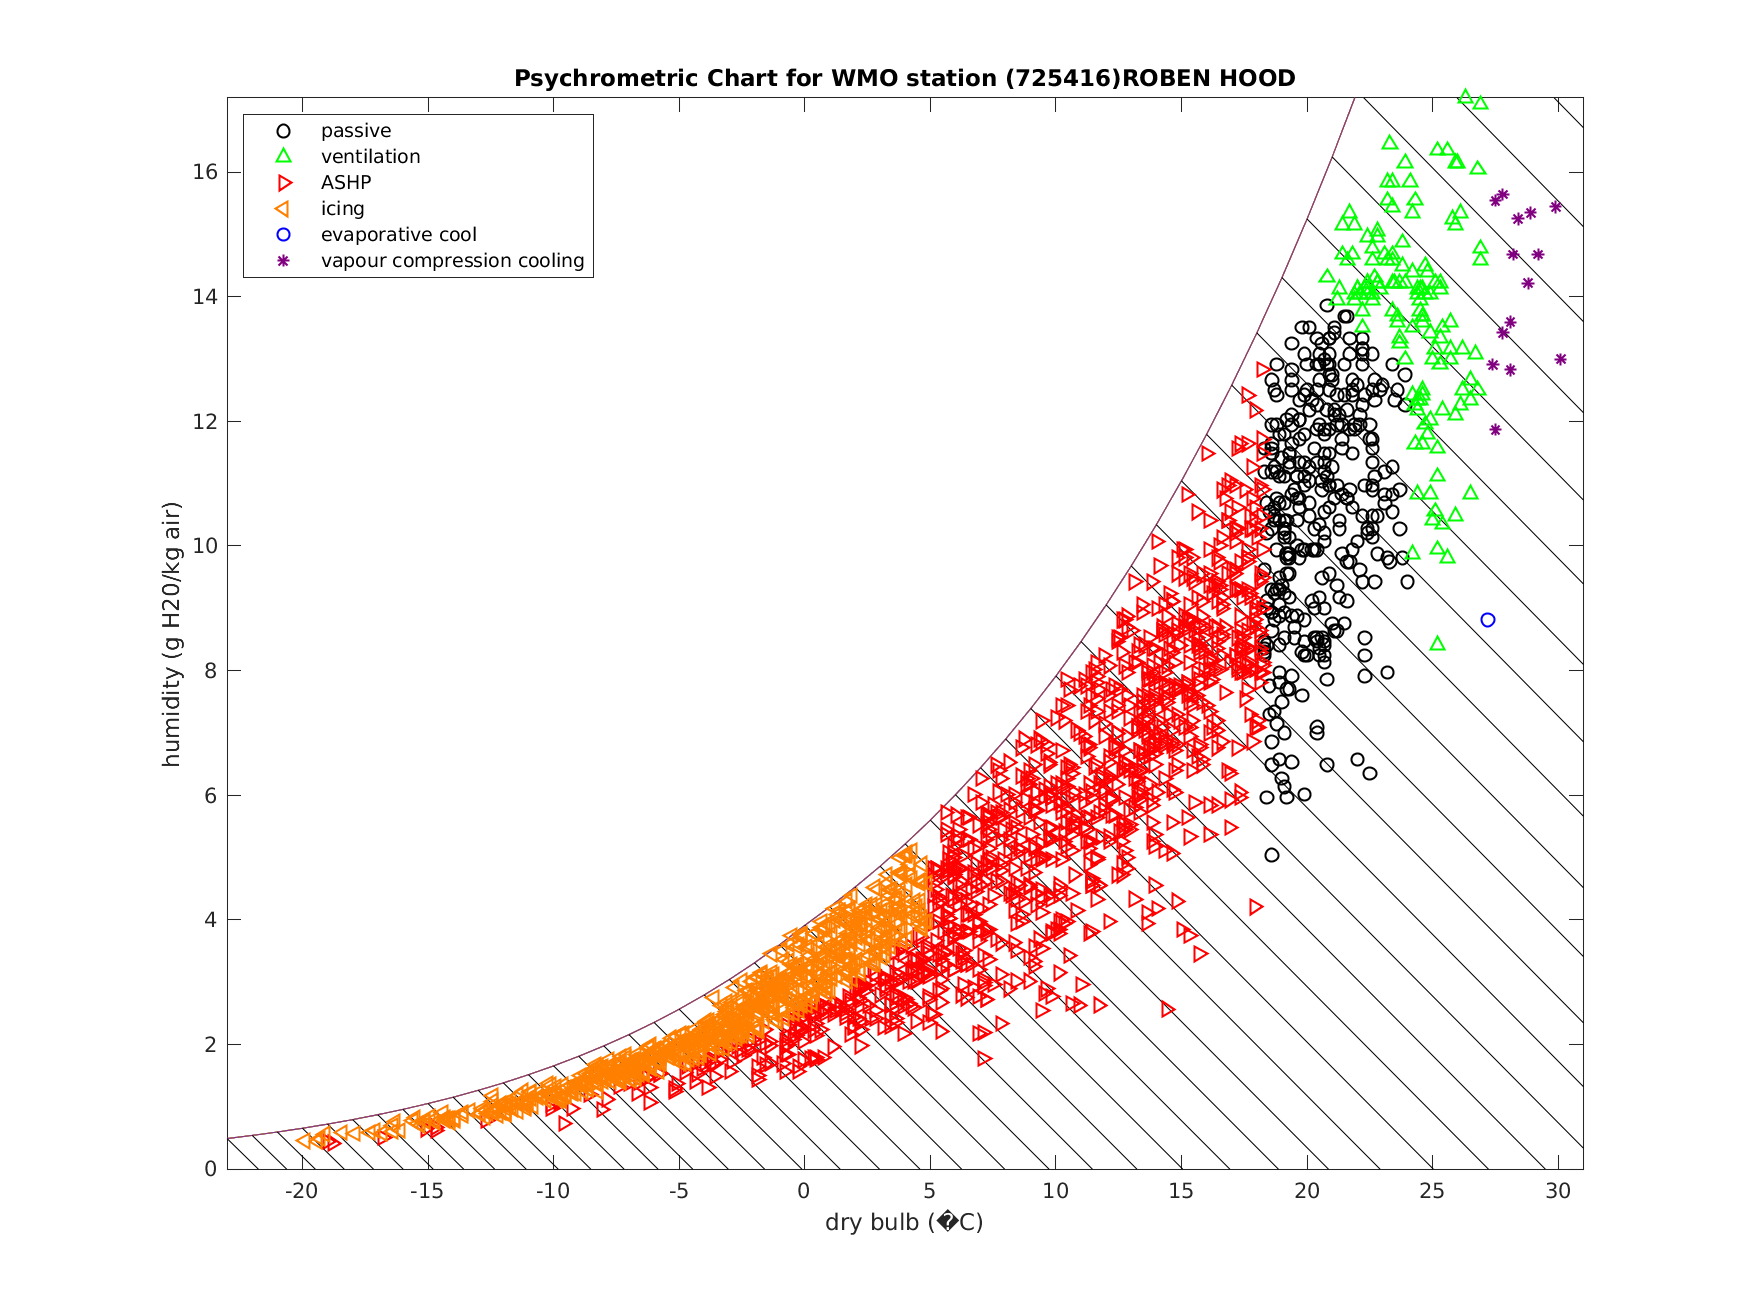 Psychrometric Chart for WMO station (725416)ROBEN HOOD
passive
ventilation
ASHP
icing
evaporative cool
vapour compression cooling
humidity (g H20/kg air)
16
14
12
10
8
6
4
2
0
-20 -15 -10 -5 0 5 10 15 20 25 30
dry bulb (�C)